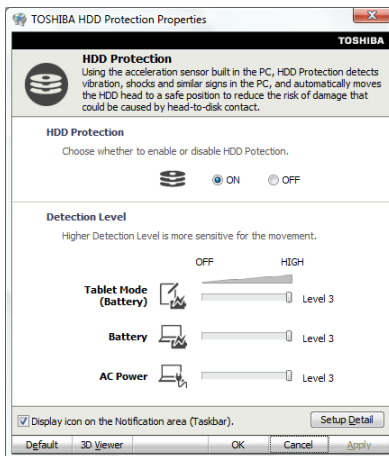 TOSHIBA HDD Protection Properties
TOSHIBA
HDD Protection
Using the acceleration sensor built in the PC, HDD Protection detects
vibration, shocks and similar signs in the PC, and automatically moves
the HDD head to a safe position to reduce the risk of damage that
could be caused by head-to-disk contact.
HDD Protection
Choose whether to enable or disable HDD Potection.
ON OFF
Detection Level
Higher Detection Level is more sensitive for the movement.
OFF HIGH
Tablet Mode
(Battery) Level 3
Battery Level 3
AC Power Level 3
Display icon on the Notification area (Taskbar). Setup Detail
Default 3D Viewer OK Cancel Apply